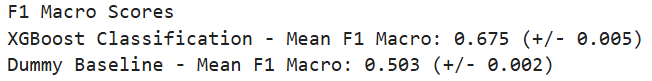 F1 Macro Scores
XGBoost Classification - Mean F1 Macro: 0.675 (+/- 0.005)
Dummy Baseline - Mean F1 Macro: 0.503 (+/- 0.002)